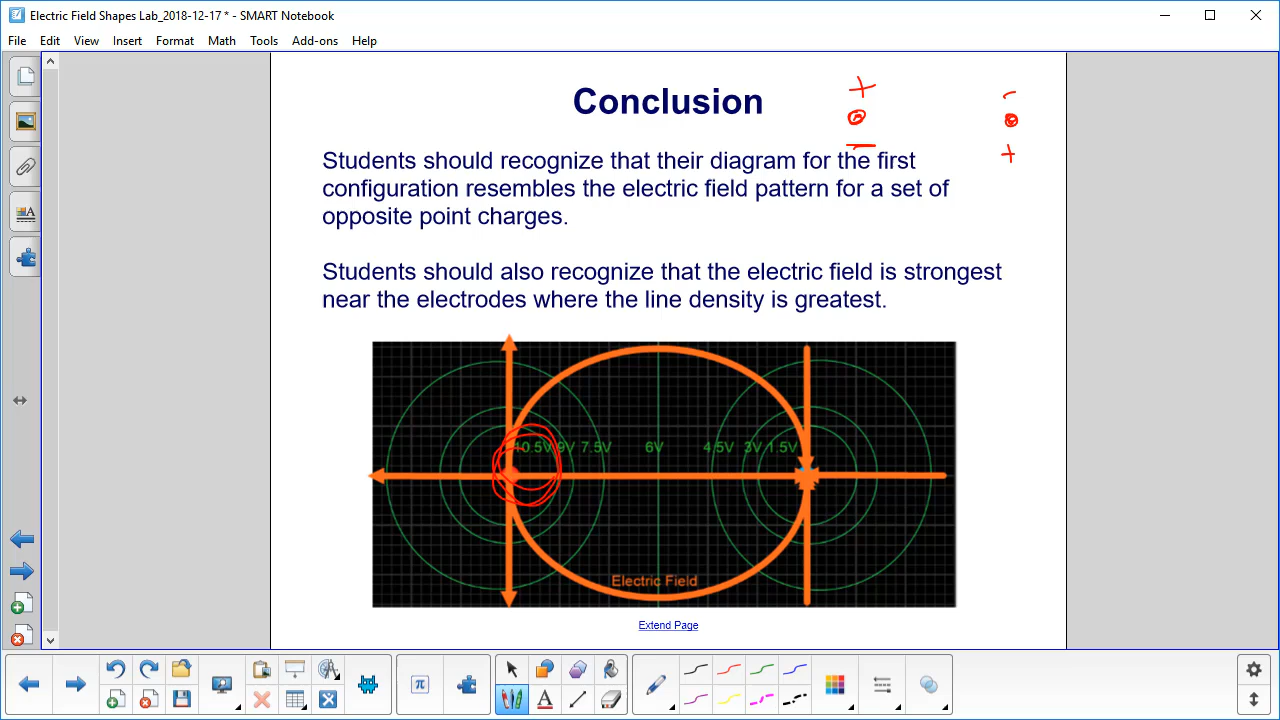 Electric Field Shapes Lab_2018-12-17 * - SMART Notebook
File Edit View Insert Format Math Tools Add-ons Help
Conclusion
+ -
- +
Students should recognize that their diagram for the first
configuration resembles the electric field pattern for a set of
opposite point charges.
Students should also recognize that the electric field is strongest
near the electrodes where the line density is greatest.
10.5V 9V 7.5V 6V 4.5V 3V 1.5V
Electric Field
Extend Page
π A